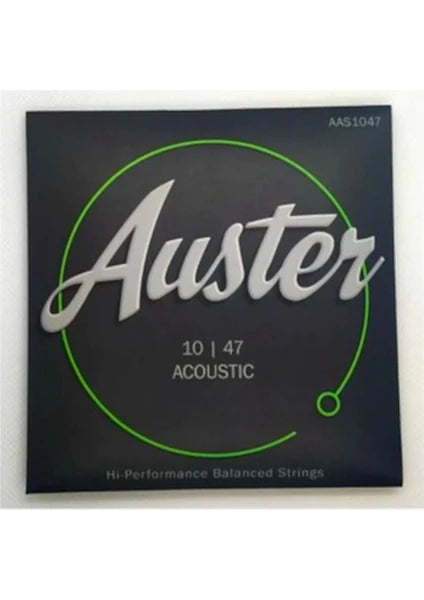 AAS1047
Auster
10 | 47
ACOUSTIC
Hi-Performance Balanced Strings